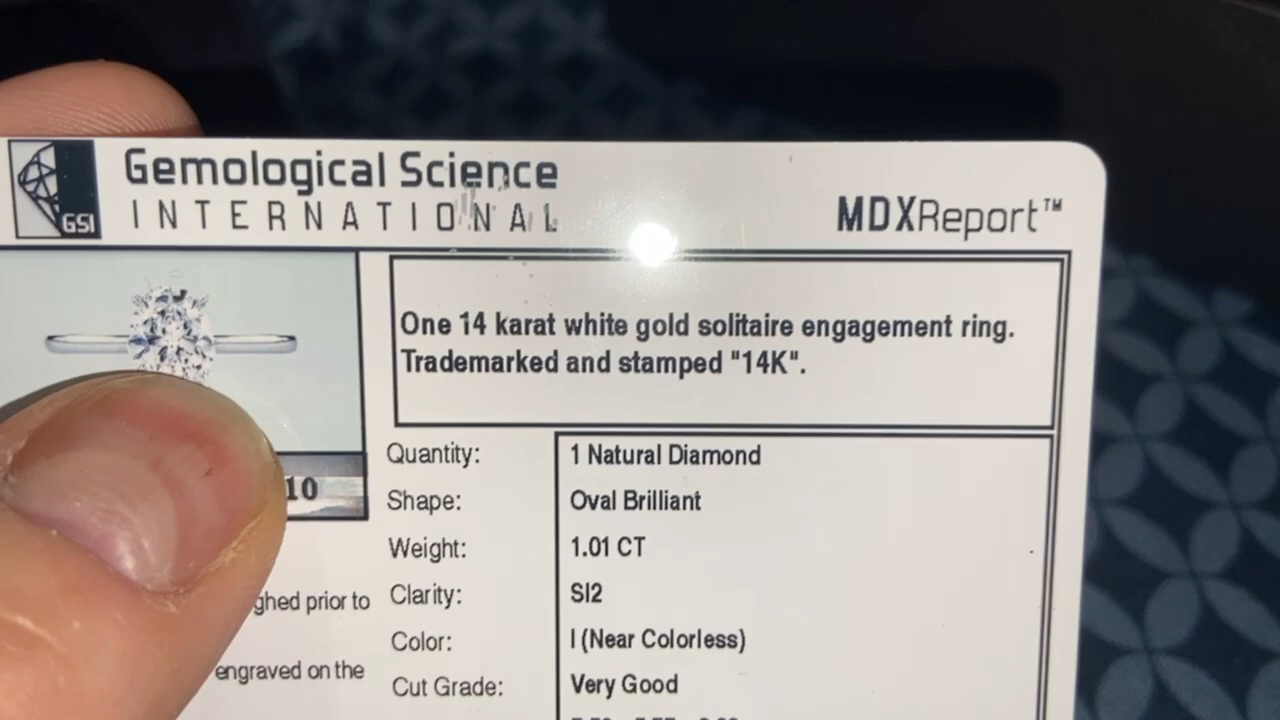 GSI
Gemological Science
INTERNATIONAL
MDXReport™
One 14 karat white gold solitaire engagement ring.
Trademarked and stamped "14K".
10
prior to
engraved on the
Quantity: 1 Natural Diamond
Shape: Oval Brilliant
Weight: 1.01 CT
Clarity: SI2
Color: I (Near Colorless)
Cut Grade: Very Good